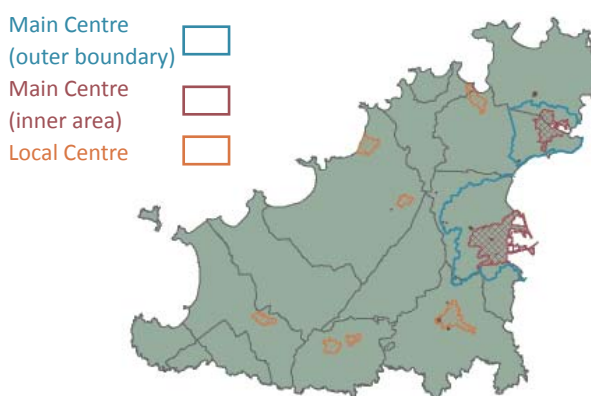 Main Centre
(outer boundary)
Main Centre
(inner area)
Local Centre